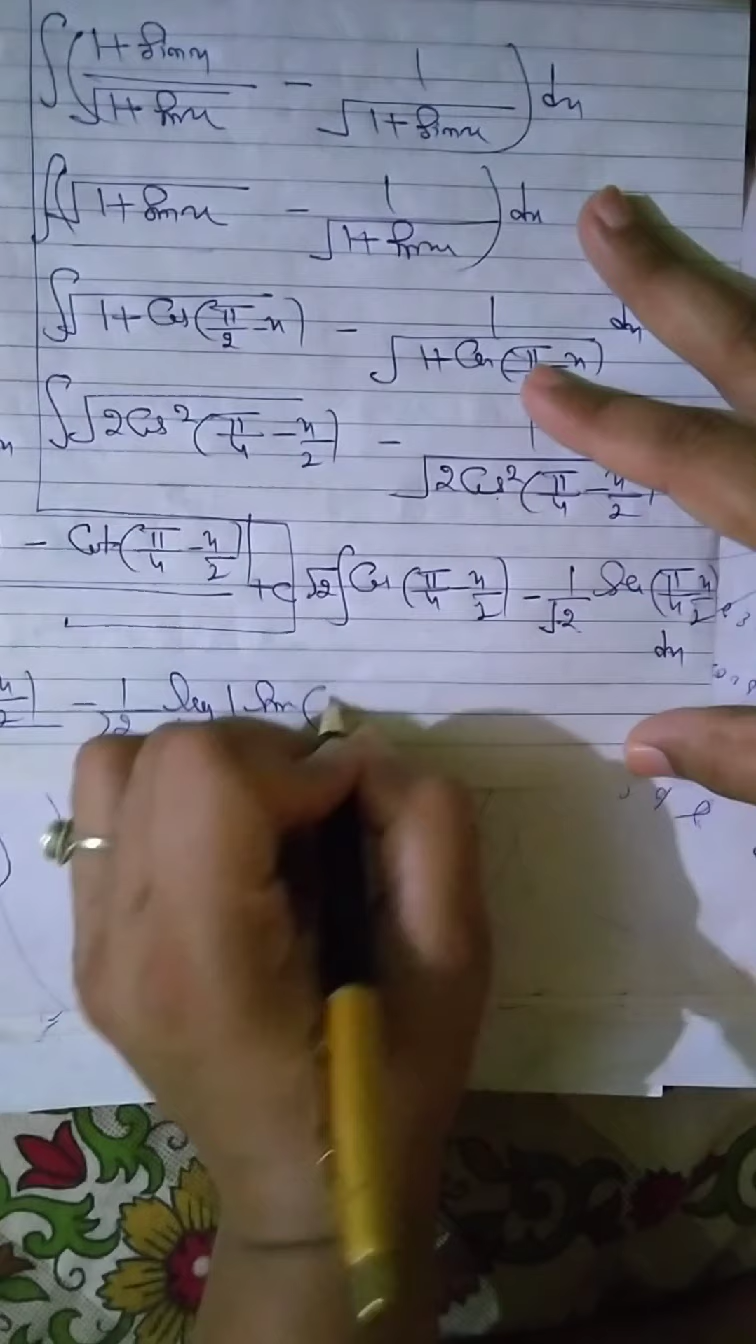 ∫(1+sinx/√1+sinx − 1/√1+sinx) dx
∫(√1+sinx − 1/√1+sinx) dx
∫√1+Cos(π/2−x) − 1/√1+Cos(π/2−x) dx
∫√2Cos²(π/4−x/2) − 1/√2Cos²(π/4−x/2)
− Cot(π/4−x/2) +c √2∫Cos(π/4−x/2) − 1/√2 Sec(π/4−x/2) dx
x/2) − 1/√2 log| Sin(